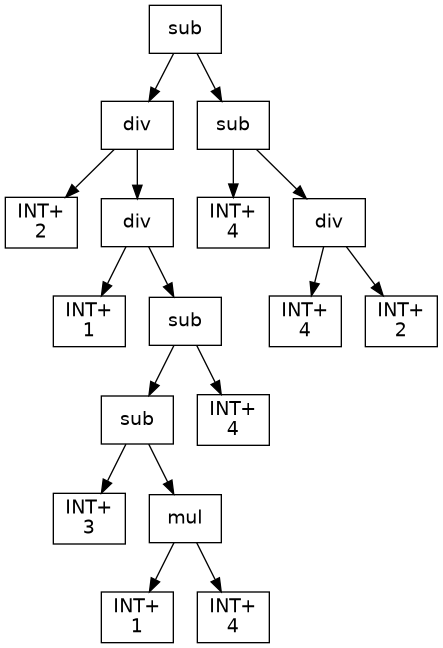 sub
div
sub
INT+
2
div
INT+
4
div
INT+
1
sub
INT+
4
INT+
2
sub
INT+
4
INT+
3
mul
INT+
1
INT+
4